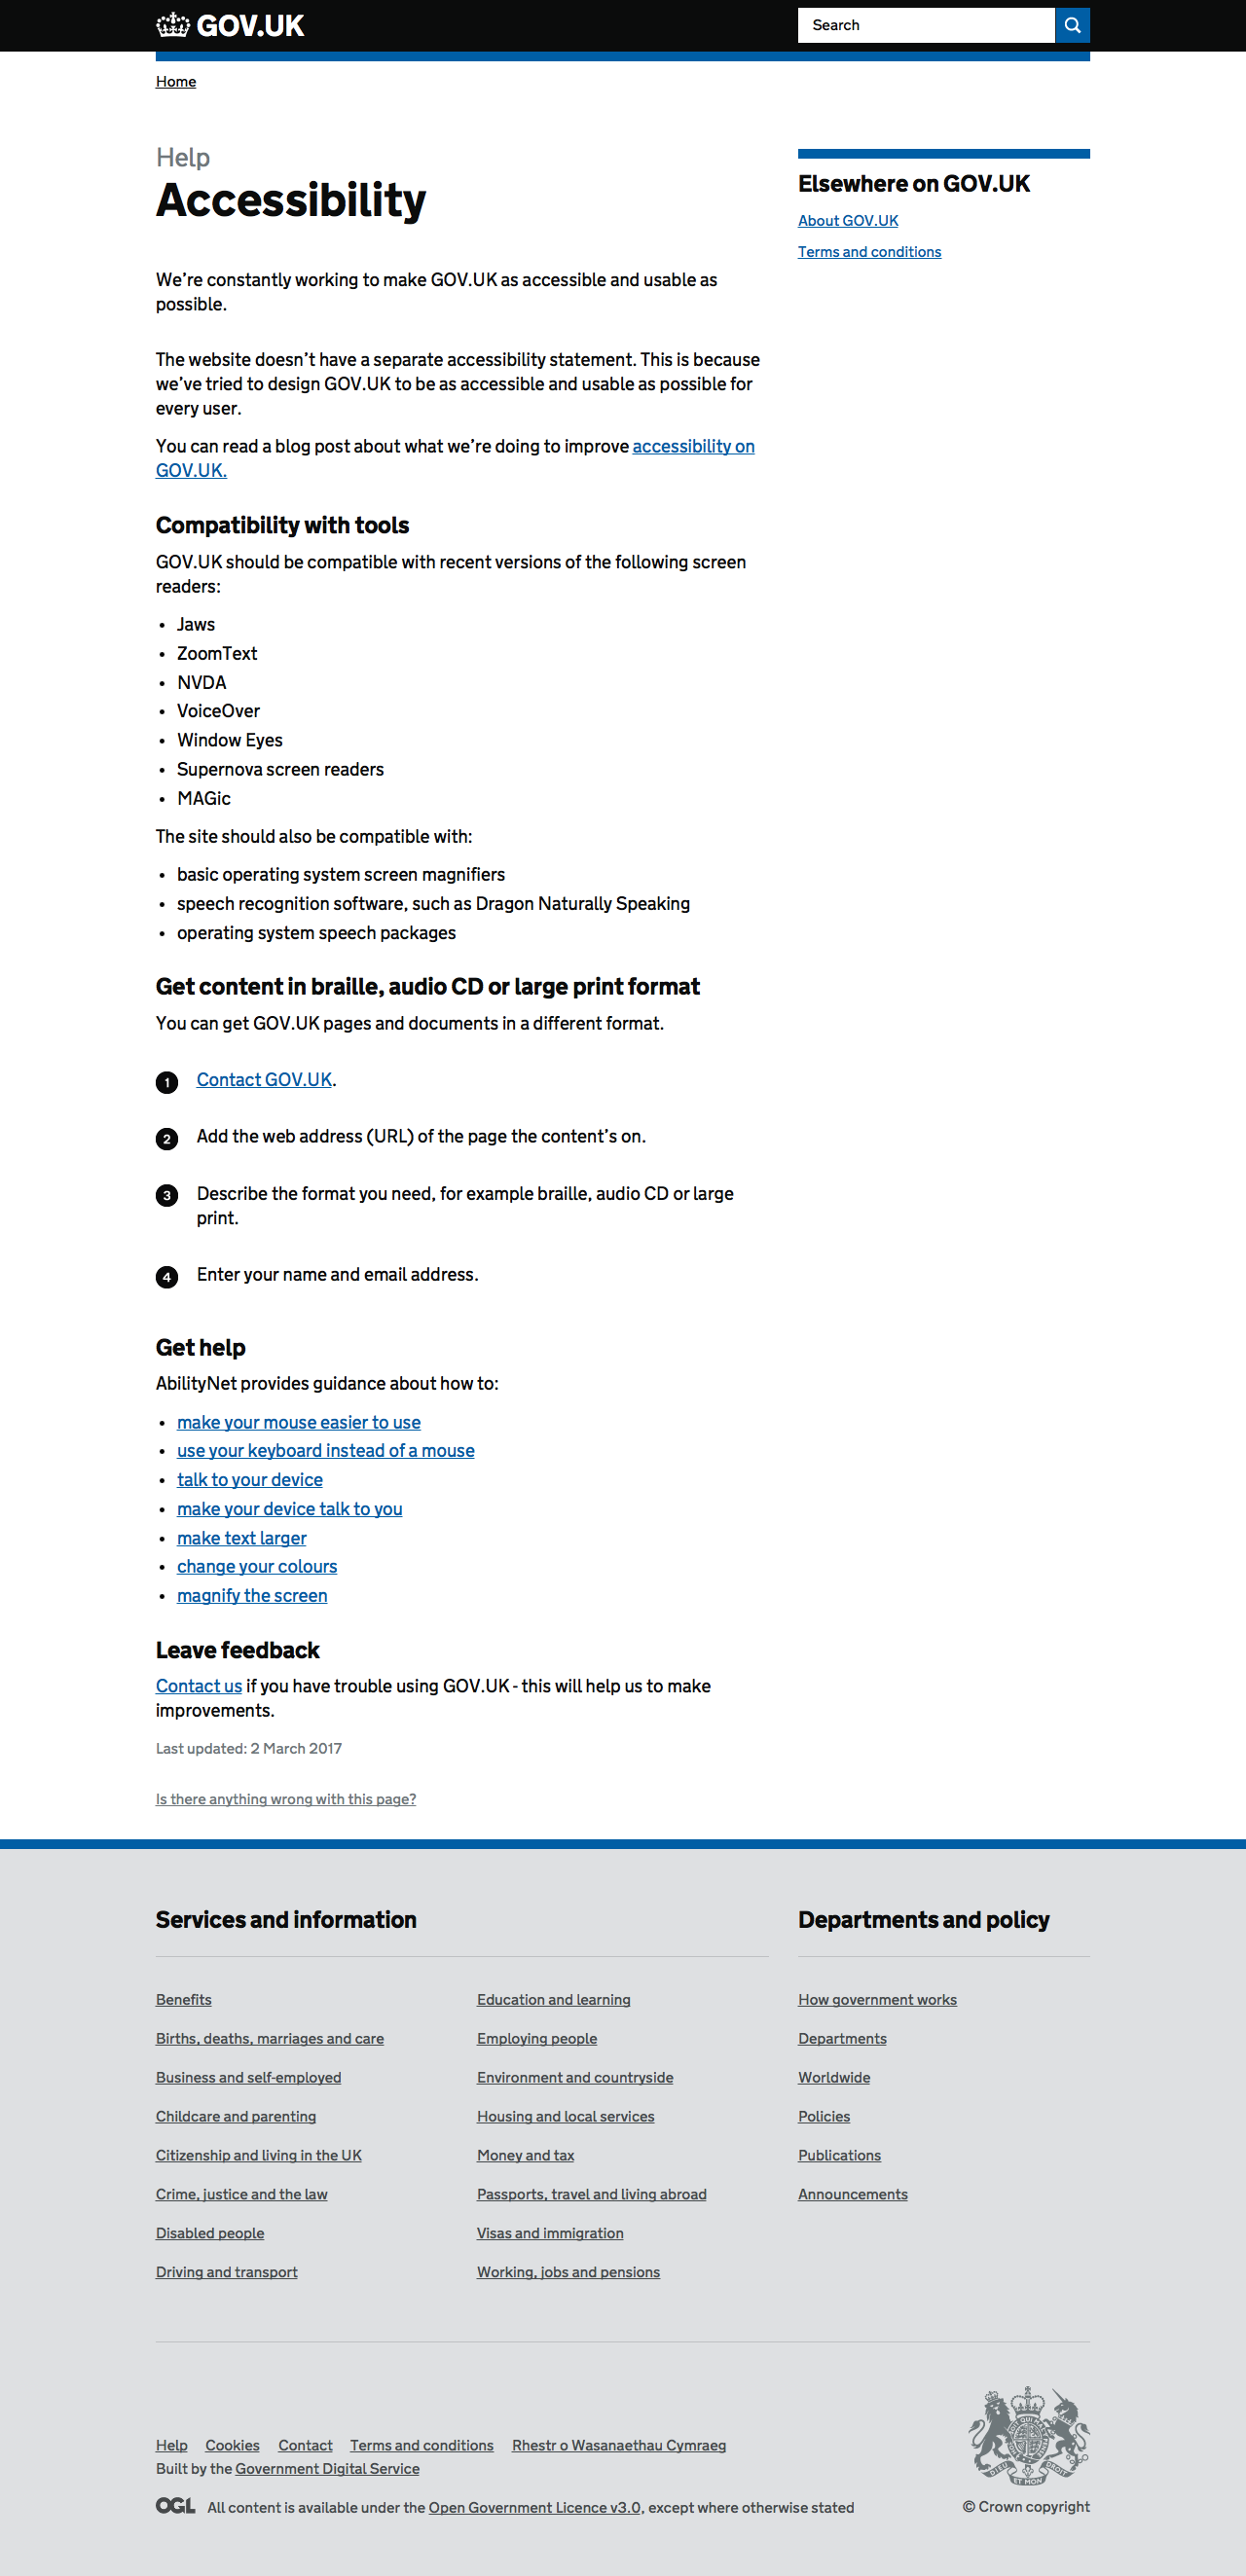 GOV.UK
Search
Home
Help
Accessibility
We’re constantly working to make GOV.UK as accessible and usable as
possible.
The website doesn’t have a separate accessibility statement. This is because
we’ve tried to design GOV.UK to be as accessible and usable as possible for
every user.
You can read a blog post about what we’re doing to improve accessibility on
GOV.UK.
Compatibility with tools
GOV.UK should be compatible with recent versions of the following screen
readers:
• Jaws
• ZoomText
• NVDA
• VoiceOver
• Window Eyes
• Supernova screen readers
• MAGic
The site should also be compatible with:
• basic operating system screen magnifiers
• speech recognition software, such as Dragon Naturally Speaking
• operating system speech packages
Get content in braille, audio CD or large print format
You can get GOV.UK pages and documents in a different format.
1 Contact GOV.UK.
2 Add the web address (URL) of the page the content’s on.
3 Describe the format you need, for example braille, audio CD or large
print.
4 Enter your name and email address.
Get help
AbilityNet provides guidance about how to:
• make your mouse easier to use
• use your keyboard instead of a mouse
• talk to your device
• make your device talk to you
• make text larger
• change your colours
• magnify the screen
Leave feedback
Contact us if you have trouble using GOV.UK - this will help us to make
improvements.
Last updated: 2 March 2017
Is there anything wrong with this page?
Elsewhere on GOV.UK
About GOV.UK
Terms and conditions
Services and information
Benefits
Births, deaths, marriages and care
Business and self-employed
Childcare and parenting
Citizenship and living in the UK
Crime, justice and the law
Disabled people
Driving and transport
Education and learning
Employing people
Environment and countryside
Housing and local services
Money and tax
Passports, travel and living abroad
Visas and immigration
Working, jobs and pensions
Departments and policy
How government works
Departments
Worldwide
Policies
Publications
Announcements
Help Cookies Contact Terms and conditions Rhestr o Wasanaethau Cymraeg
Built by the Government Digital Service
OGL All content is available under the Open Government Licence v3.0, except where otherwise stated
DIEU ET MON DROIT
© Crown copyright